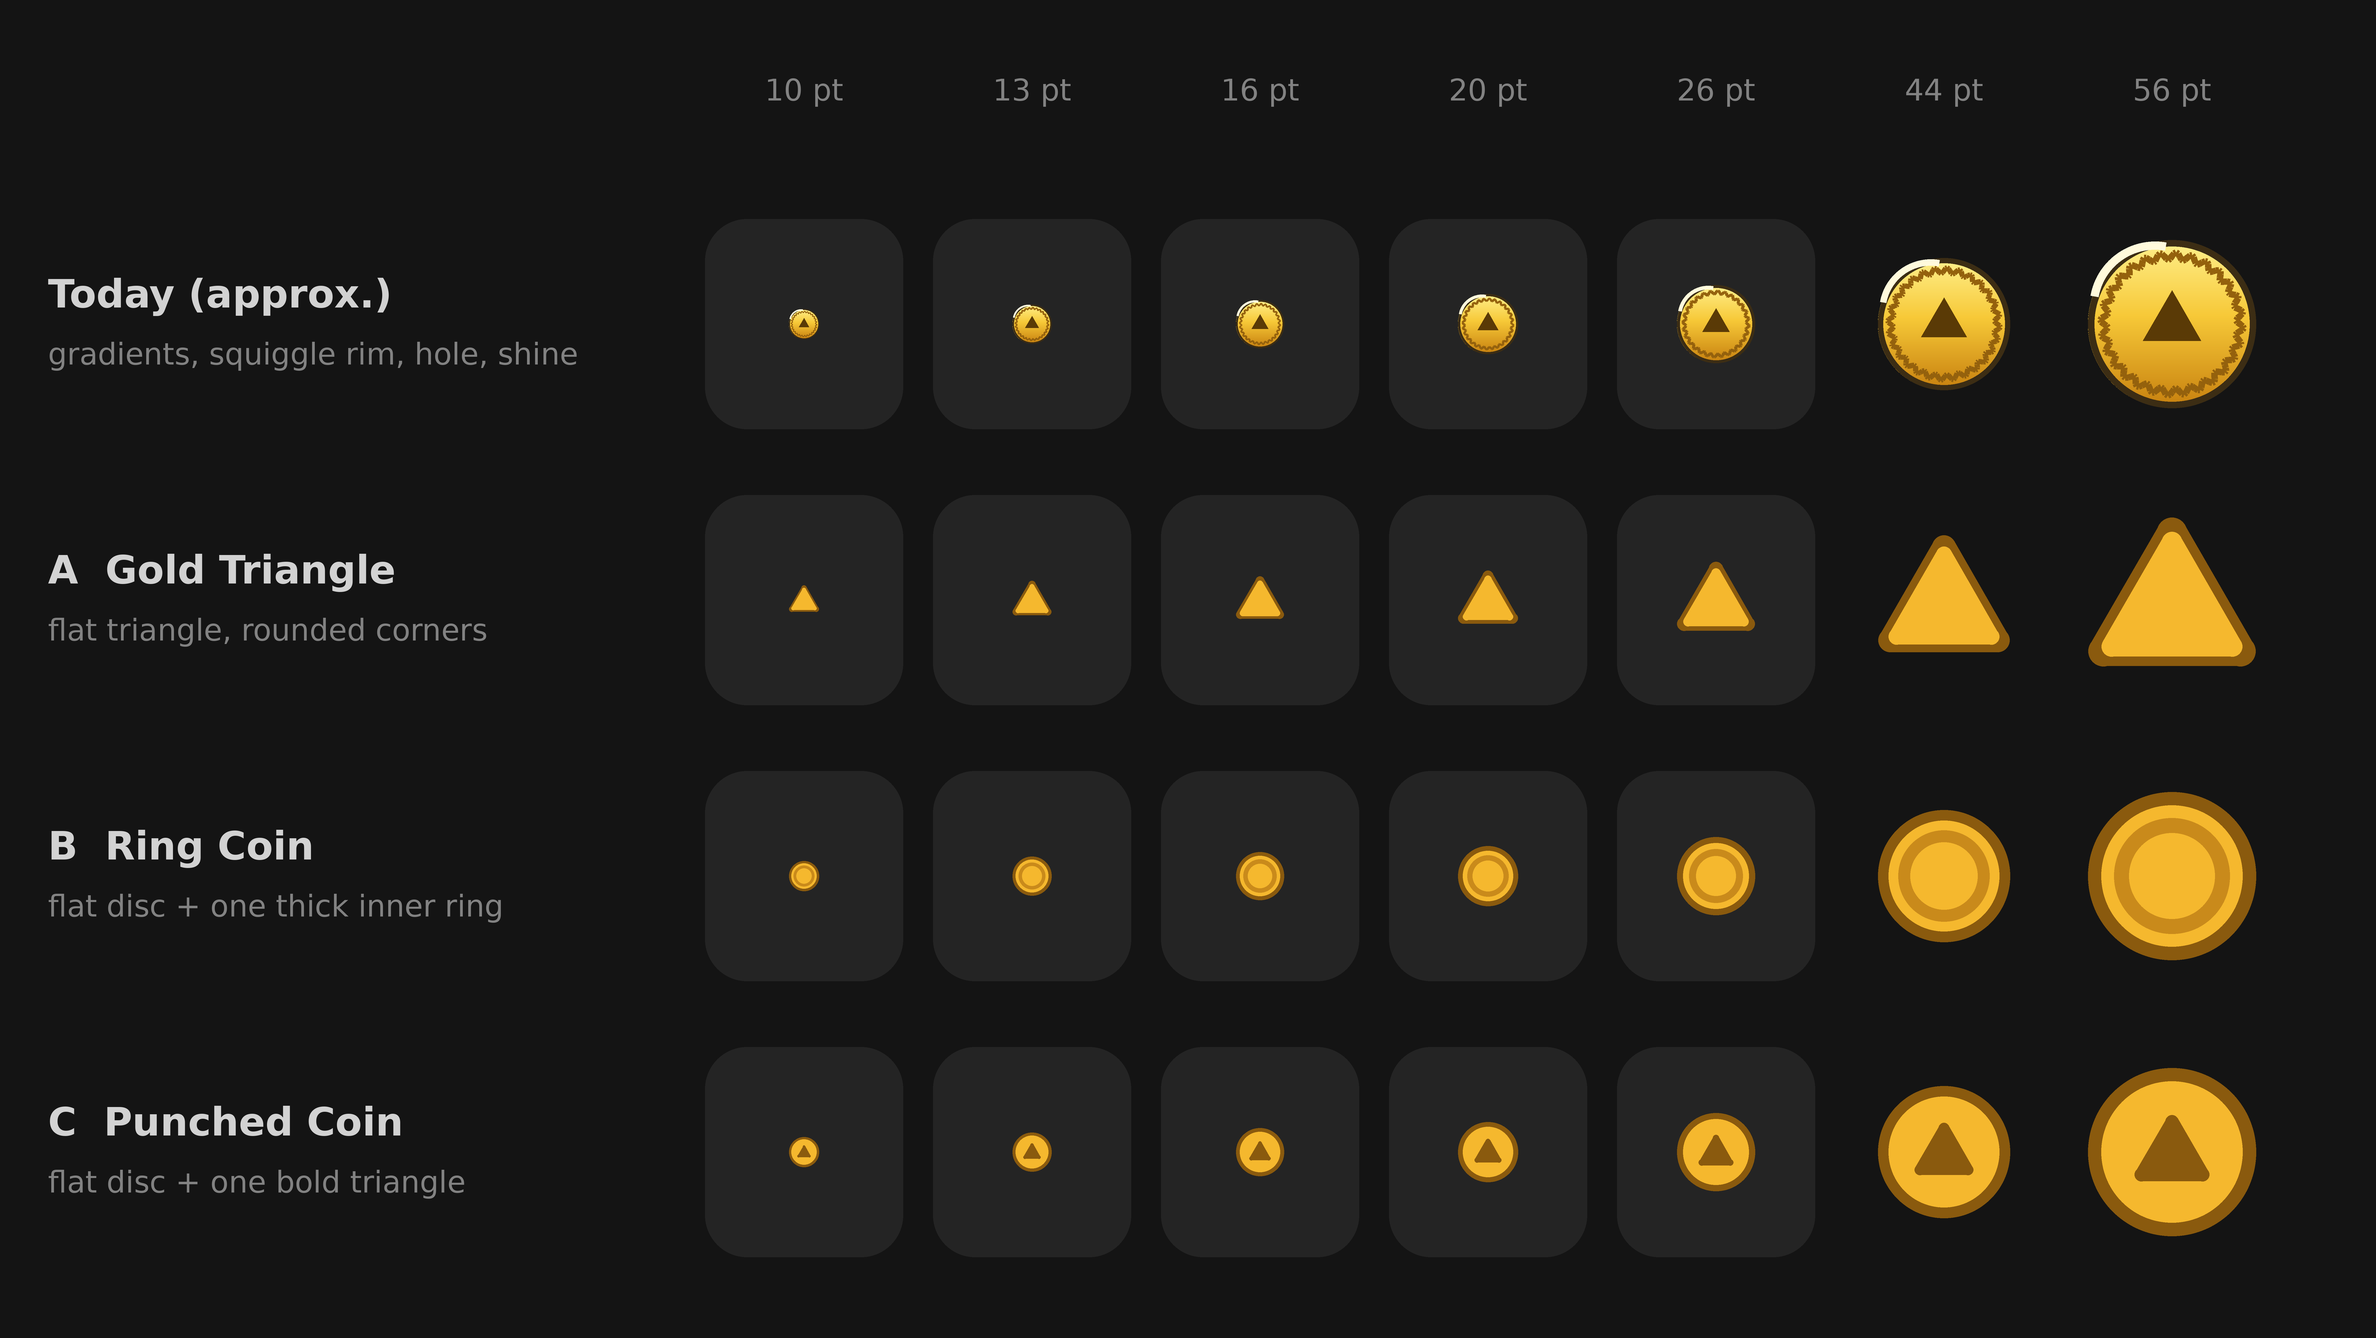 10 pt 13 pt 16 pt 20 pt 26 pt 44 pt 56 pt
Today (approx.)
gradients, squiggle rim, hole, shine
A Gold Triangle
flat triangle, rounded corners
B Ring Coin
flat disc + one thick inner ring
C Punched Coin
flat disc + one bold triangle